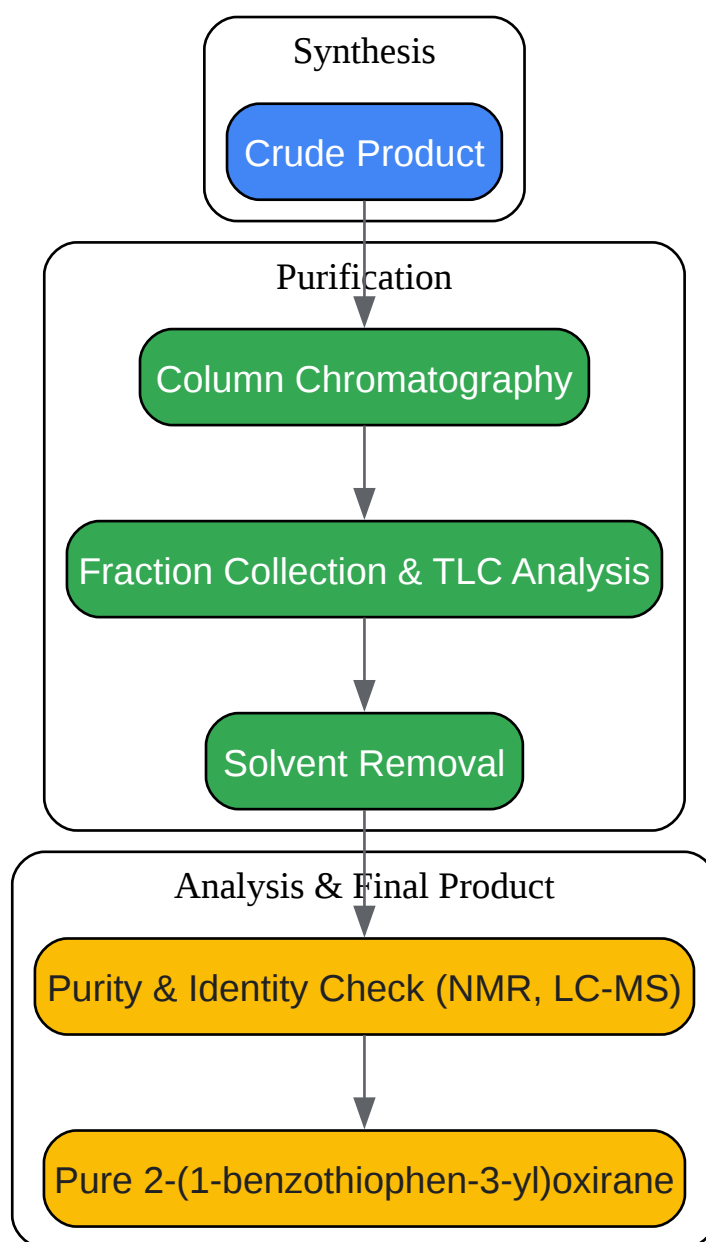 Synthesis
Crude Product
Purification
Column Chromatography
Fraction Collection & TLC Analysis
Solvent Removal
Analysis & Final Product
Purity & Identity Check (NMR, LC-MS)
Pure 2-(1-benzothiophen-3-yl)oxirane